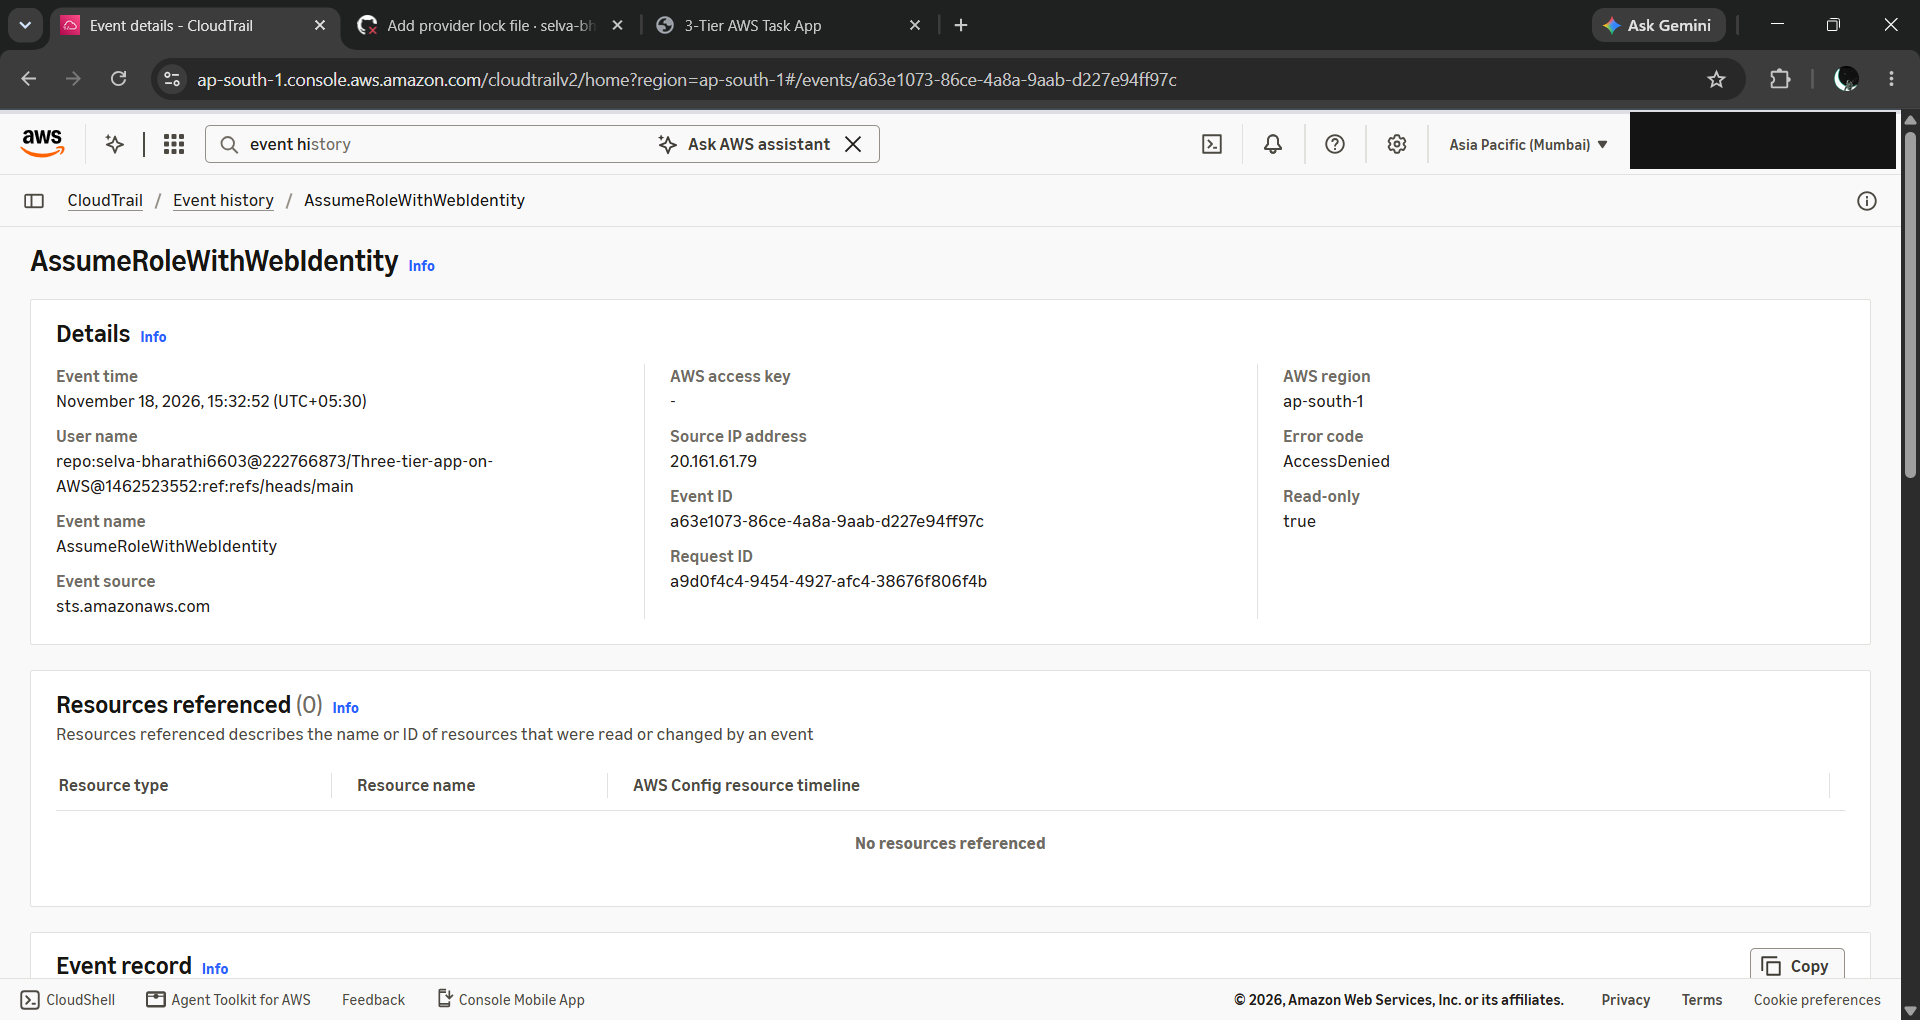 Event details - CloudTrail
Add provider lock file · selva-bh
3-Tier AWS Task App
Ask Gemini
ap-south-1.console.aws.amazon.com/cloudtrailv2/home?region=ap-south-1#/events/a63e1073-86ce-4a8a-9aab-d227e94ff97c
aws
event history
Ask AWS assistant
Asia Pacific (Mumbai)
CloudTrail / Event history / AssumeRoleWithWebIdentity
AssumeRoleWithWebIdentity Info
Details Info
Event time
November 18, 2026, 15:32:52 (UTC+05:30)
User name
repo:selva-bharathi6603@222766873/Three-tier-app-on-
AWS@1462523552:ref:refs/heads/main
Event name
AssumeRoleWithWebIdentity
Event source
sts.amazonaws.com
AWS access key
-
Source IP address
20.161.61.79
Event ID
a63e1073-86ce-4a8a-9aab-d227e94ff97c
Request ID
a9d0f4c4-9454-4927-afc4-38676f806f4b
AWS region
ap-south-1
Error code
AccessDenied
Read-only
true
Resources referenced (0) Info
Resources referenced describes the name or ID of resources that were read or changed by an event
Resource type
Resource name
AWS Config resource timeline
No resources referenced
Event record Info
Copy
CloudShell
Agent Toolkit for AWS
Feedback
Console Mobile App
© 2026, Amazon Web Services, Inc. or its affiliates.
Privacy
Terms
Cookie preferences